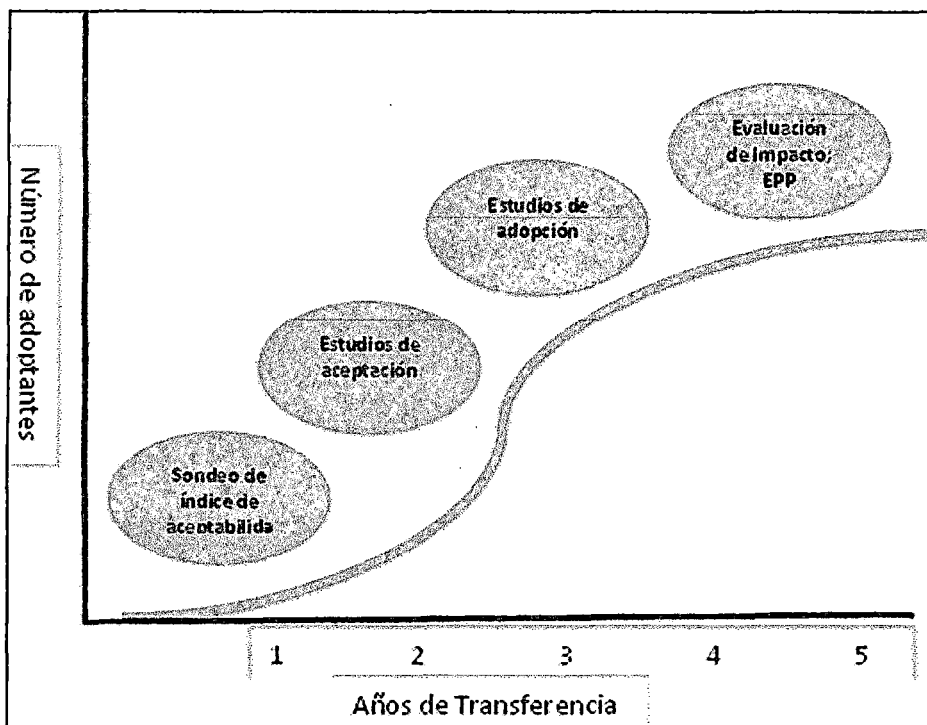 Número de adoptantes
Evaluación
de impacto;
EPP
Estudios de
adopción
Estudios de
aceptación
Sondeo de
índice de
aceptabilida
1 2 3 4 5
Años de Transferencia